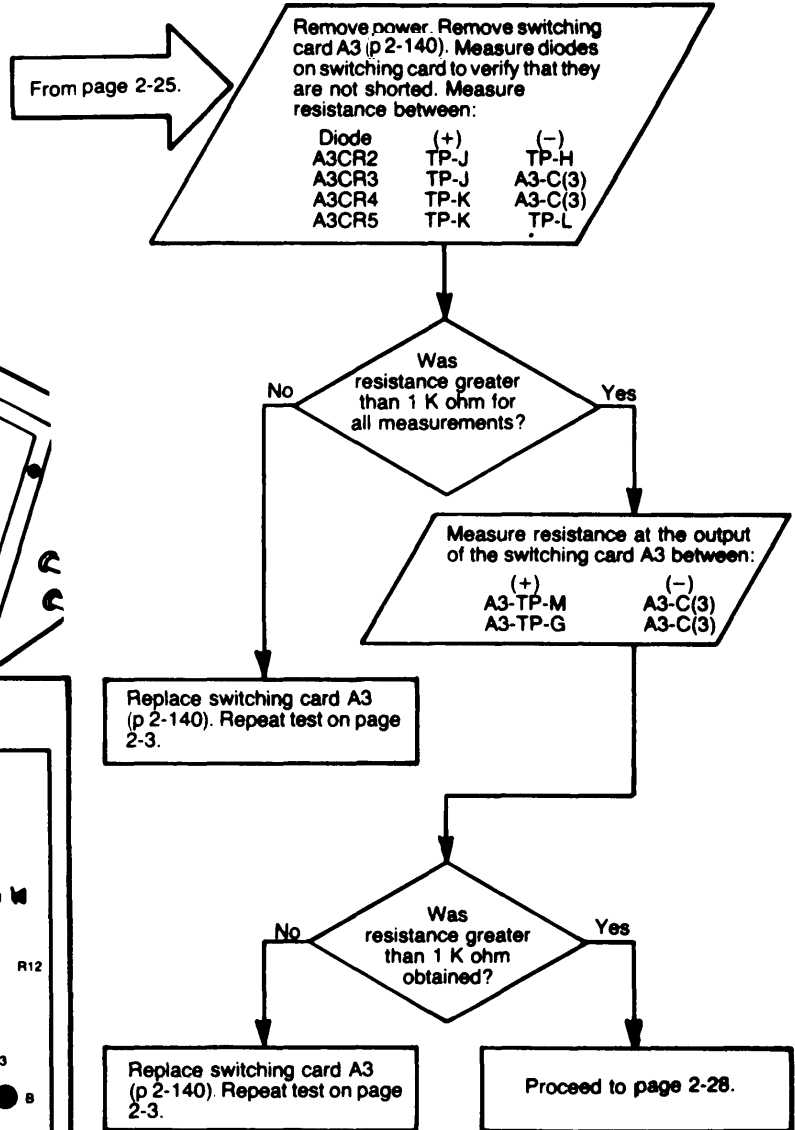 From page 2-25.
Remove power. Remove switching
card A3 (p 2-140). Measure diodes
on switching card to verify that they
are not shorted. Measure
resistance between:
Diode (+) (−)
A3CR2 TP-J TP-H
A3CR3 TP-J A3-C(3)
A3CR4 TP-K A3-C(3)
A3CR5 TP-K TP-L
Was
resistance greater
than 1 K ohm for
all measurements?
No
Yes
Measure resistance at the output
of the switching card A3 between:
(+) (−)
A3-TP-M A3-C(3)
A3-TP-G A3-C(3)
Replace switching card A3
(p 2-140). Repeat test on page
2-3.
Was
resistance greater
than 1 K ohm
obtained?
No
Yes
Replace switching card A3
(p 2-140). Repeat test on page
2-3.
Proceed to page 2-28.
R12
3
B